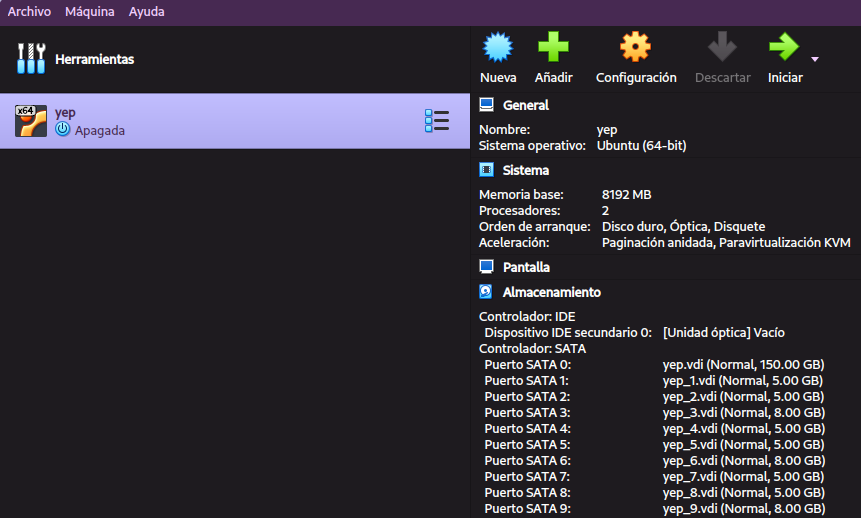 Archivo Máquina Ayuda
Herramientas
Nueva Añadir Configuración Descartar Iniciar
x64
yep
Apagada
General
Nombre: yep
Sistema operativo: Ubuntu (64-bit)
Sistema
Memoria base: 8192 MB
Procesadores: 2
Orden de arranque: Disco duro, Óptica, Disquete
Aceleración: Paginación anidada, Paravirtualización KVM
Pantalla
Almacenamiento
Controlador: IDE
Dispositivo IDE secundario 0: [Unidad óptica] Vacío
Controlador: SATA
Puerto SATA 0: yep.vdi (Normal, 150.00 GB)
Puerto SATA 1: yep_1.vdi (Normal, 5.00 GB)
Puerto SATA 2: yep_2.vdi (Normal, 5.00 GB)
Puerto SATA 3: yep_3.vdi (Normal, 8.00 GB)
Puerto SATA 4: yep_4.vdi (Normal, 5.00 GB)
Puerto SATA 5: yep_5.vdi (Normal, 5.00 GB)
Puerto SATA 6: yep_6.vdi (Normal, 8.00 GB)
Puerto SATA 7: yep_7.vdi (Normal, 5.00 GB)
Puerto SATA 8: yep_8.vdi (Normal, 5.00 GB)
Puerto SATA 9: yep_9.vdi (Normal, 8.00 GB)